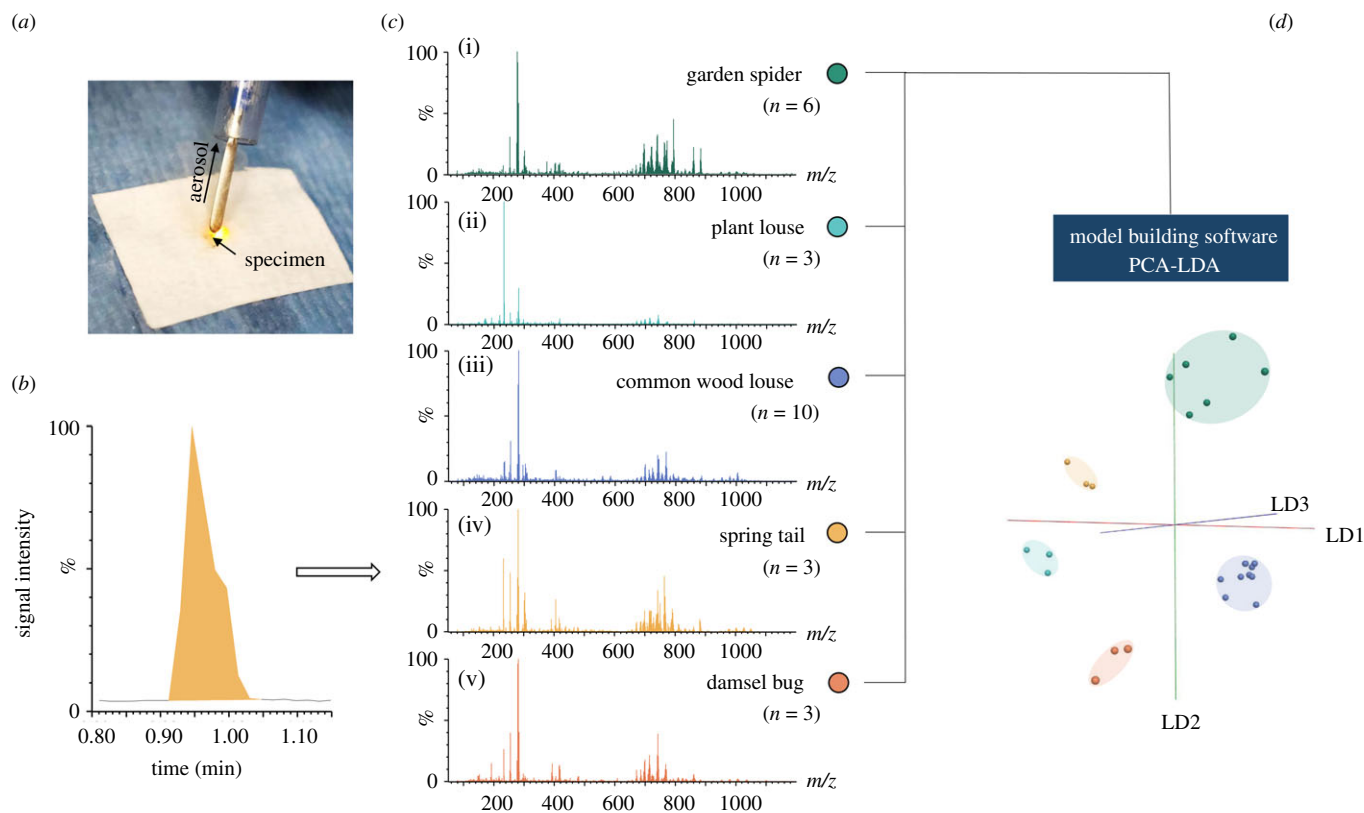 (a)
aerosol
specimen
(b)
100
%
0
signal intensity
0.80 0.90 1.00 1.10
time (min)
(c)
(i)
100
%
0
garden spider
(n = 6)
200 400 600 800 1000 m/z
(ii)
100
%
0
plant louse
(n = 3)
200 400 600 800 1000 m/z
(iii)
100
%
0
common wood louse
(n = 10)
200 400 600 800 1000 m/z
(iv)
100
%
0
spring tail
(n = 3)
200 400 600 800 1000 m/z
(v)
100
%
0
damsel bug
(n = 3)
200 400 600 800 1000 m/z
(d)
model building software
PCA-LDA
LD3
LD1
LD2